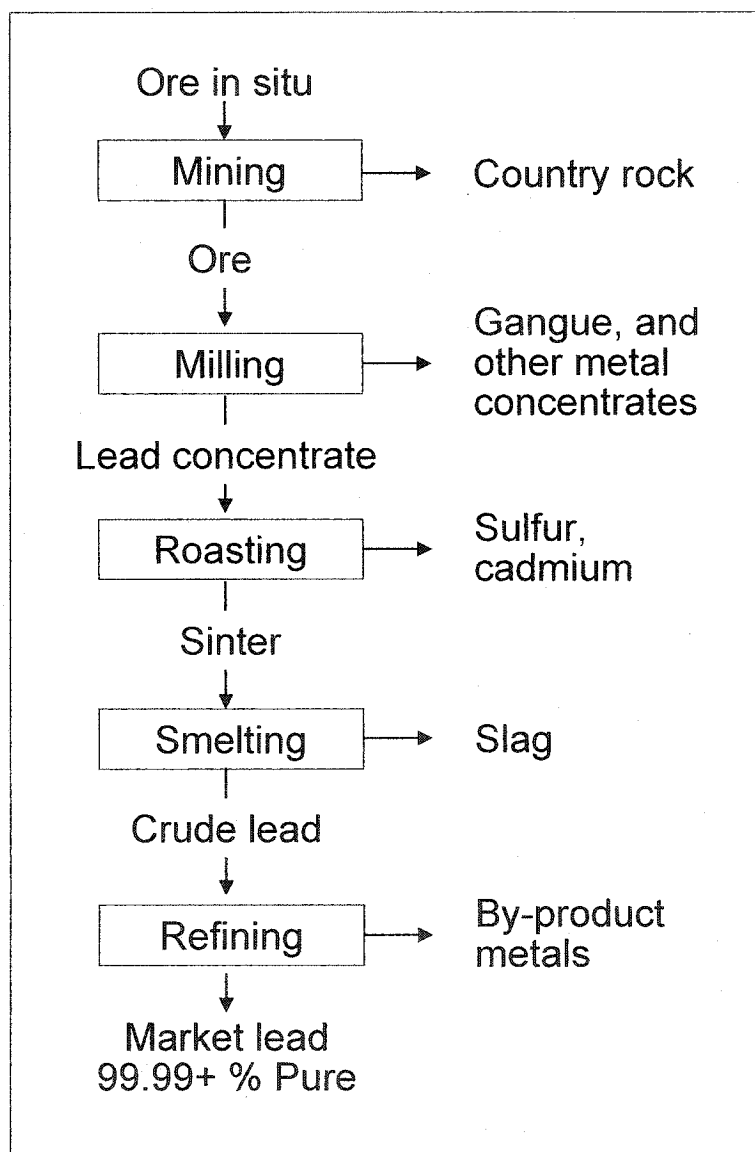 Ore in situ
Mining
Country rock
Ore
Milling
Gangue, and
other metal
concentrates
Lead concentrate
Roasting
Sulfur,
cadmium
Sinter
Smelting
Slag
Crude lead
Refining
By-product
metals
Market lead
99.99+ % Pure